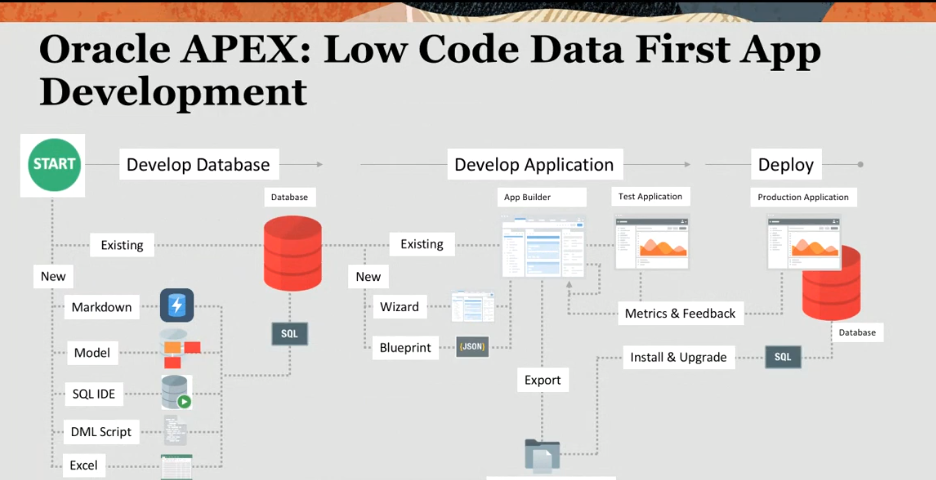 Oracle APEX: Low Code Data First App
Development
START
Develop Database
Develop Application
Deploy
Database
App Builder
Test Application
Production Application
Existing
Existing
New
New
Markdown
Wizard
Metrics & Feedback
SQL
Database
Model
Blueprint
{JSON}
Install & Upgrade
SQL
SQL IDE
Export
DML Script
Excel